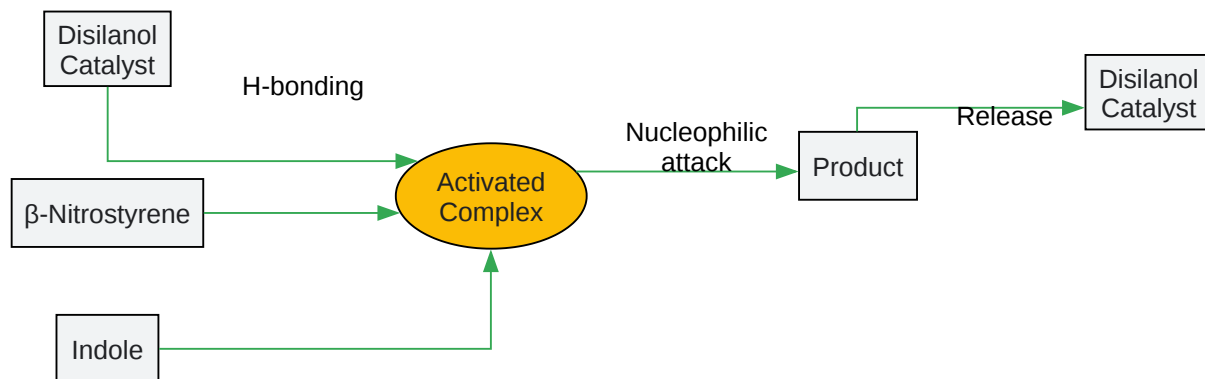 Disilanol
Catalyst
H-bonding
β-Nitrostyrene
Indole
Activated
Complex
Nucleophilic
attack
Product
Release
Disilanol
Catalyst